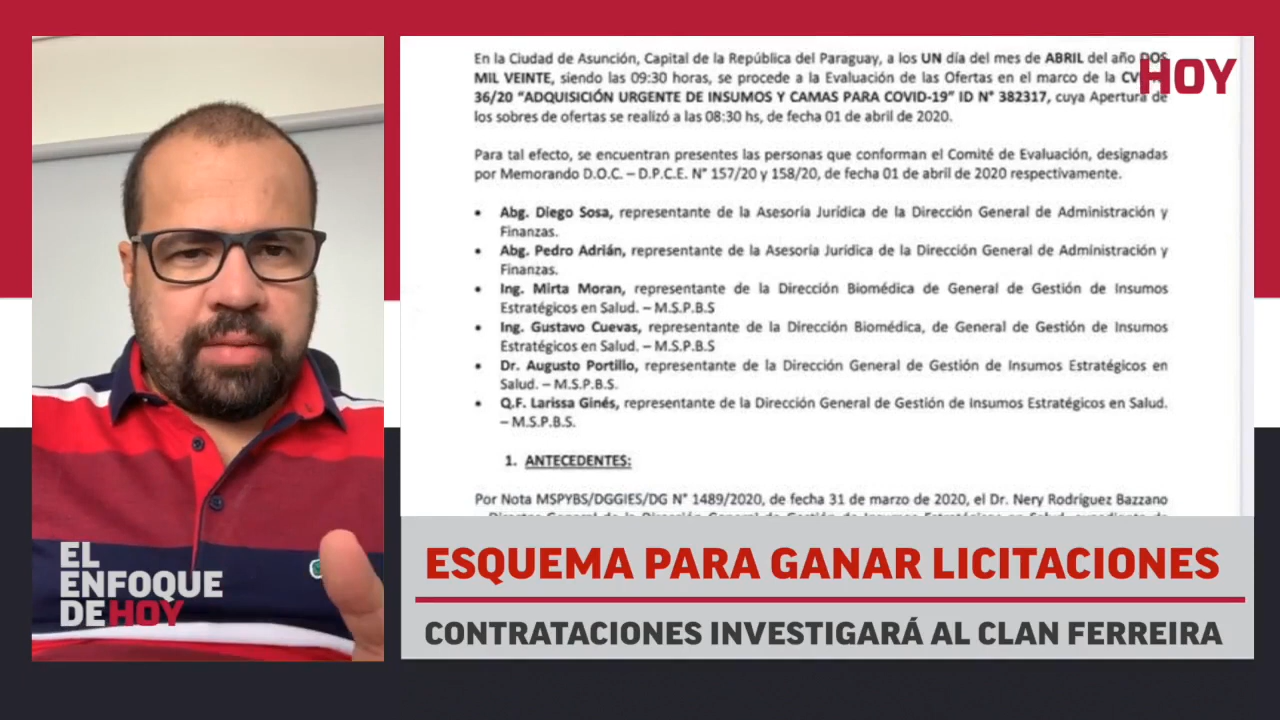 En la Ciudad de Asunción, Capital de la República del Paraguay, a los UN día del mes de ABRIL del año DOS
MIL VEINTE, siendo las 09:30 horas, se procede a la Evaluación de las Ofertas en el marco de la
36/20 "ADQUISICIÓN URGENTE DE INSUMOS Y CAMAS PARA COVID-19" ID N° 382317, cuya Apertura de
los sobres de ofertas se realizó a las 08:30 hs, de fecha 01 de abril de 2020.
HOY
Para tal efecto, se encuentran presentes las personas que conforman el Comité de Evaluación, designadas
por Memorando D.O.C. – D.P.C.E. N° 157/20 y 158/20, de fecha 01 de abril de 2020 respectivamente.
• Abg. Diego Sosa, representante de la Asesoría Jurídica de la Dirección General de Administración y
Finanzas.
• Abg. Pedro Adrián, representante de la Asesoría Jurídica de la Dirección General de Administración y
Finanzas.
• Ing. Mirta Moran, representante de la Dirección Biomédica de General de Gestión de Insumos
Estratégicos en Salud. – M.S.P.B.S
• Ing. Gustavo Cuevas, representante de la Dirección Biomédica, de General de Gestión de Insumos
Estratégicos en Salud. – M.S.P.B.S
• Dr. Augusto Portillo, representante de la Dirección General de Gestión de Insumos Estratégicos en
Salud. – M.S.P.B.S.
• Q.F. Larissa Ginés, representante de la Dirección General de Gestión de Insumos Estratégicos en Salud.
– M.S.P.B.S.
1. ANTECEDENTES:
Por Nota MSPYBS/DGGIES/DG N° 1489/2020, de fecha 31 de marzo de 2020, el Dr. Nery Rodríguez Bazzano
EL
ENFOQUE
DE HOY
ESQUEMA PARA GANAR LICITACIONES
CONTRATACIONES INVESTIGARÁ AL CLAN FERREIRA